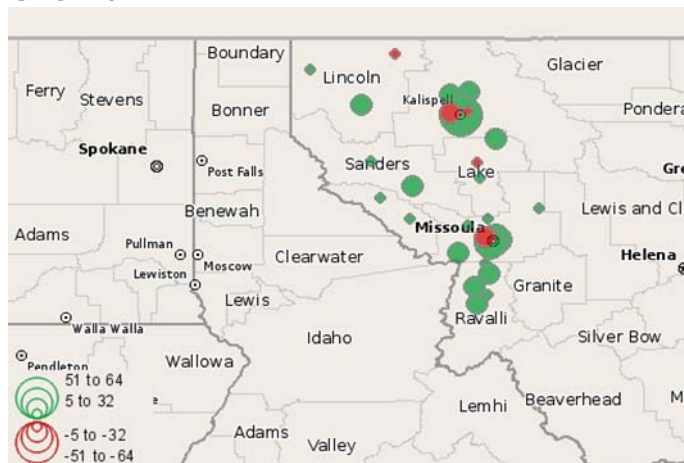 Boundary
Lincoln
Glacier
Ferry
Stevens
Bonner
Kalispell
Pondera
Spokane
Post Falls
Sanders
Lake
Gre
Benewah
Lewis and Cl
Adams
Missoula
Pullman
Moscow
Clearwater
Helena
Lewiston
Lewis
Granite
Walla Walla
Idaho
Ravalli
Silver Bow
Pendleton
Wallowa
51 to 64
5 to 32
Lemhi
Beaverhead
M
-5 to -32
Adams
Valley
-51 to -64